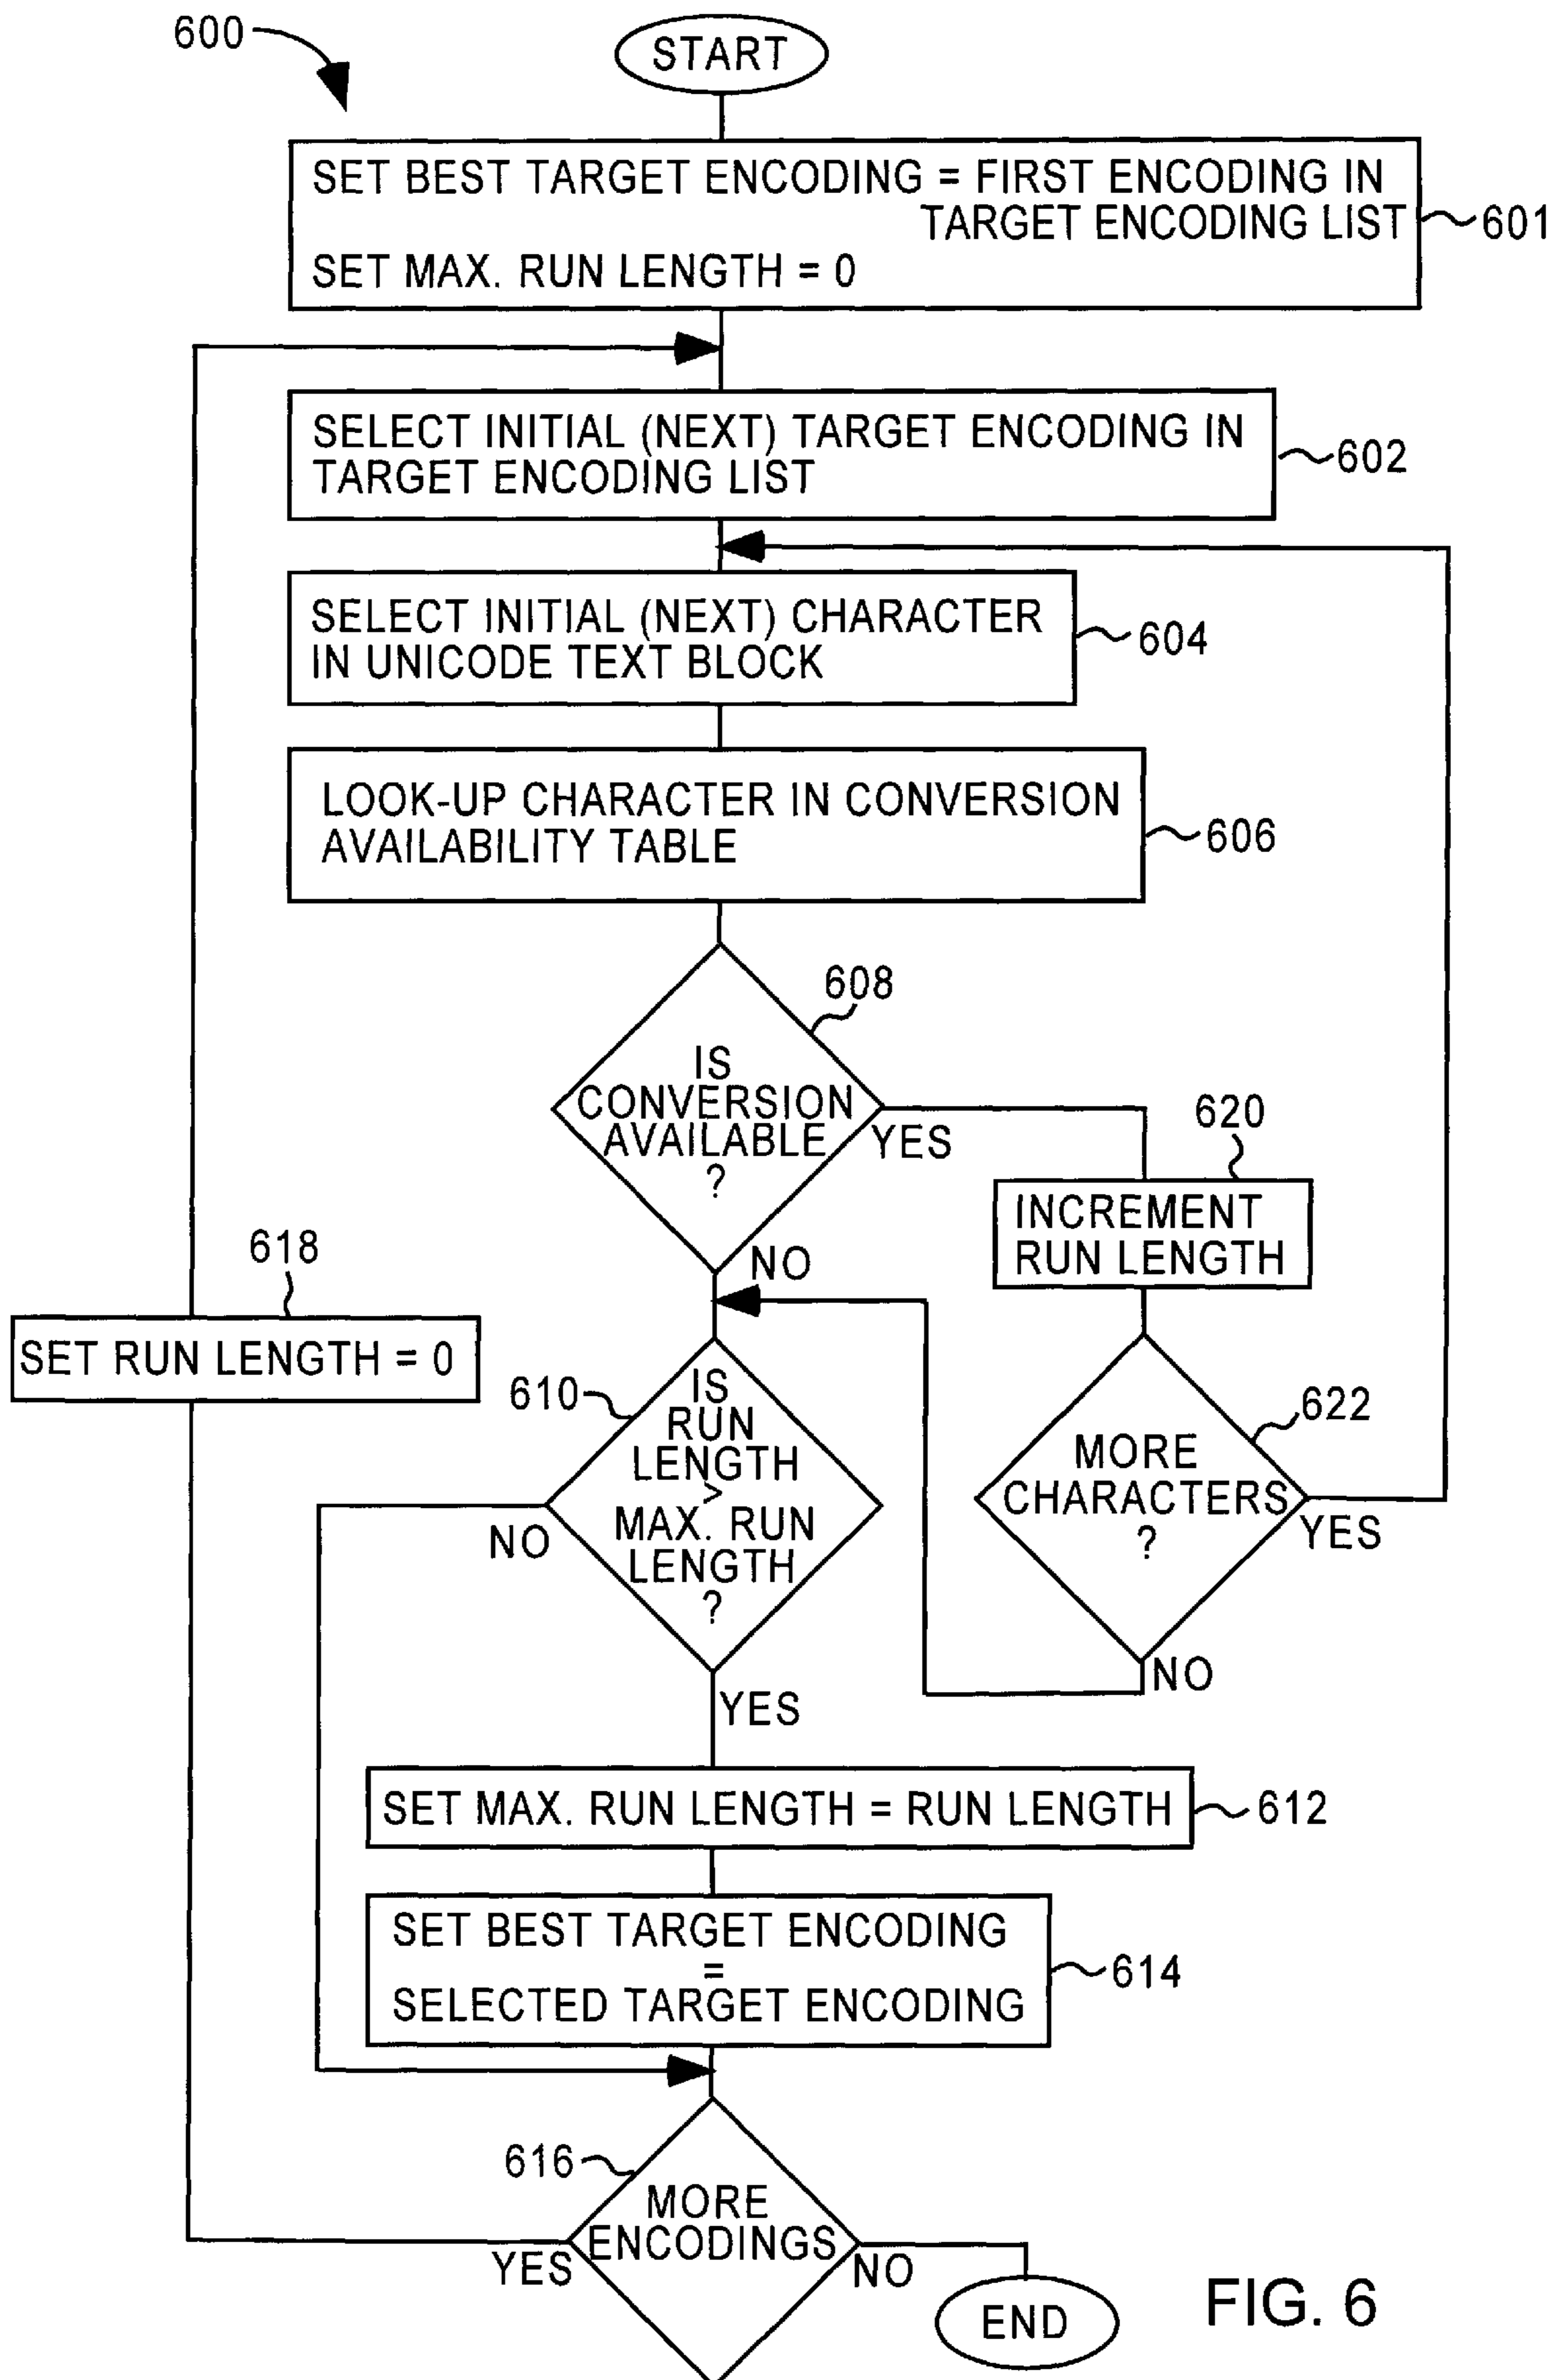 600
START
SET BEST TARGET ENCODING = FIRST ENCODING IN
TARGET ENCODING LIST
SET MAX. RUN LENGTH = 0
601
SELECT INITIAL (NEXT) TARGET ENCODING IN
TARGET ENCODING LIST
602
SELECT INITIAL (NEXT) CHARACTER
IN UNICODE TEXT BLOCK
604
LOOK-UP CHARACTER IN CONVERSION
AVAILABILITY TABLE
606
608
IS
CONVERSION
AVAILABLE
?
YES
NO
620
INCREMENT
RUN LENGTH
618
SET RUN LENGTH = 0
610
IS
RUN
LENGTH
>
MAX. RUN
LENGTH
?
NO
YES
622
MORE
CHARACTERS
?
YES
NO
SET MAX. RUN LENGTH = RUN LENGTH
612
SET BEST TARGET ENCODING
=
SELECTED TARGET ENCODING
614
616
MORE
ENCODINGS
YES
NO
END
FIG. 6